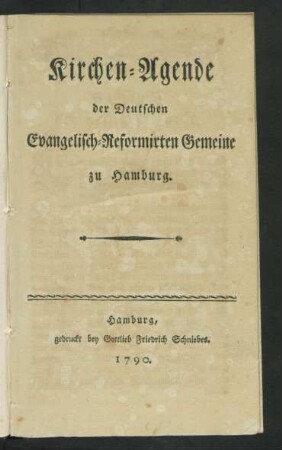 Kirchen-Agende
der Deutschen
Evangelisch-Reformirten Gemeine
zu Hamburg.
Hamburg,
gedruckt bey Gottlieb Friedrich Schniebes.
1790.